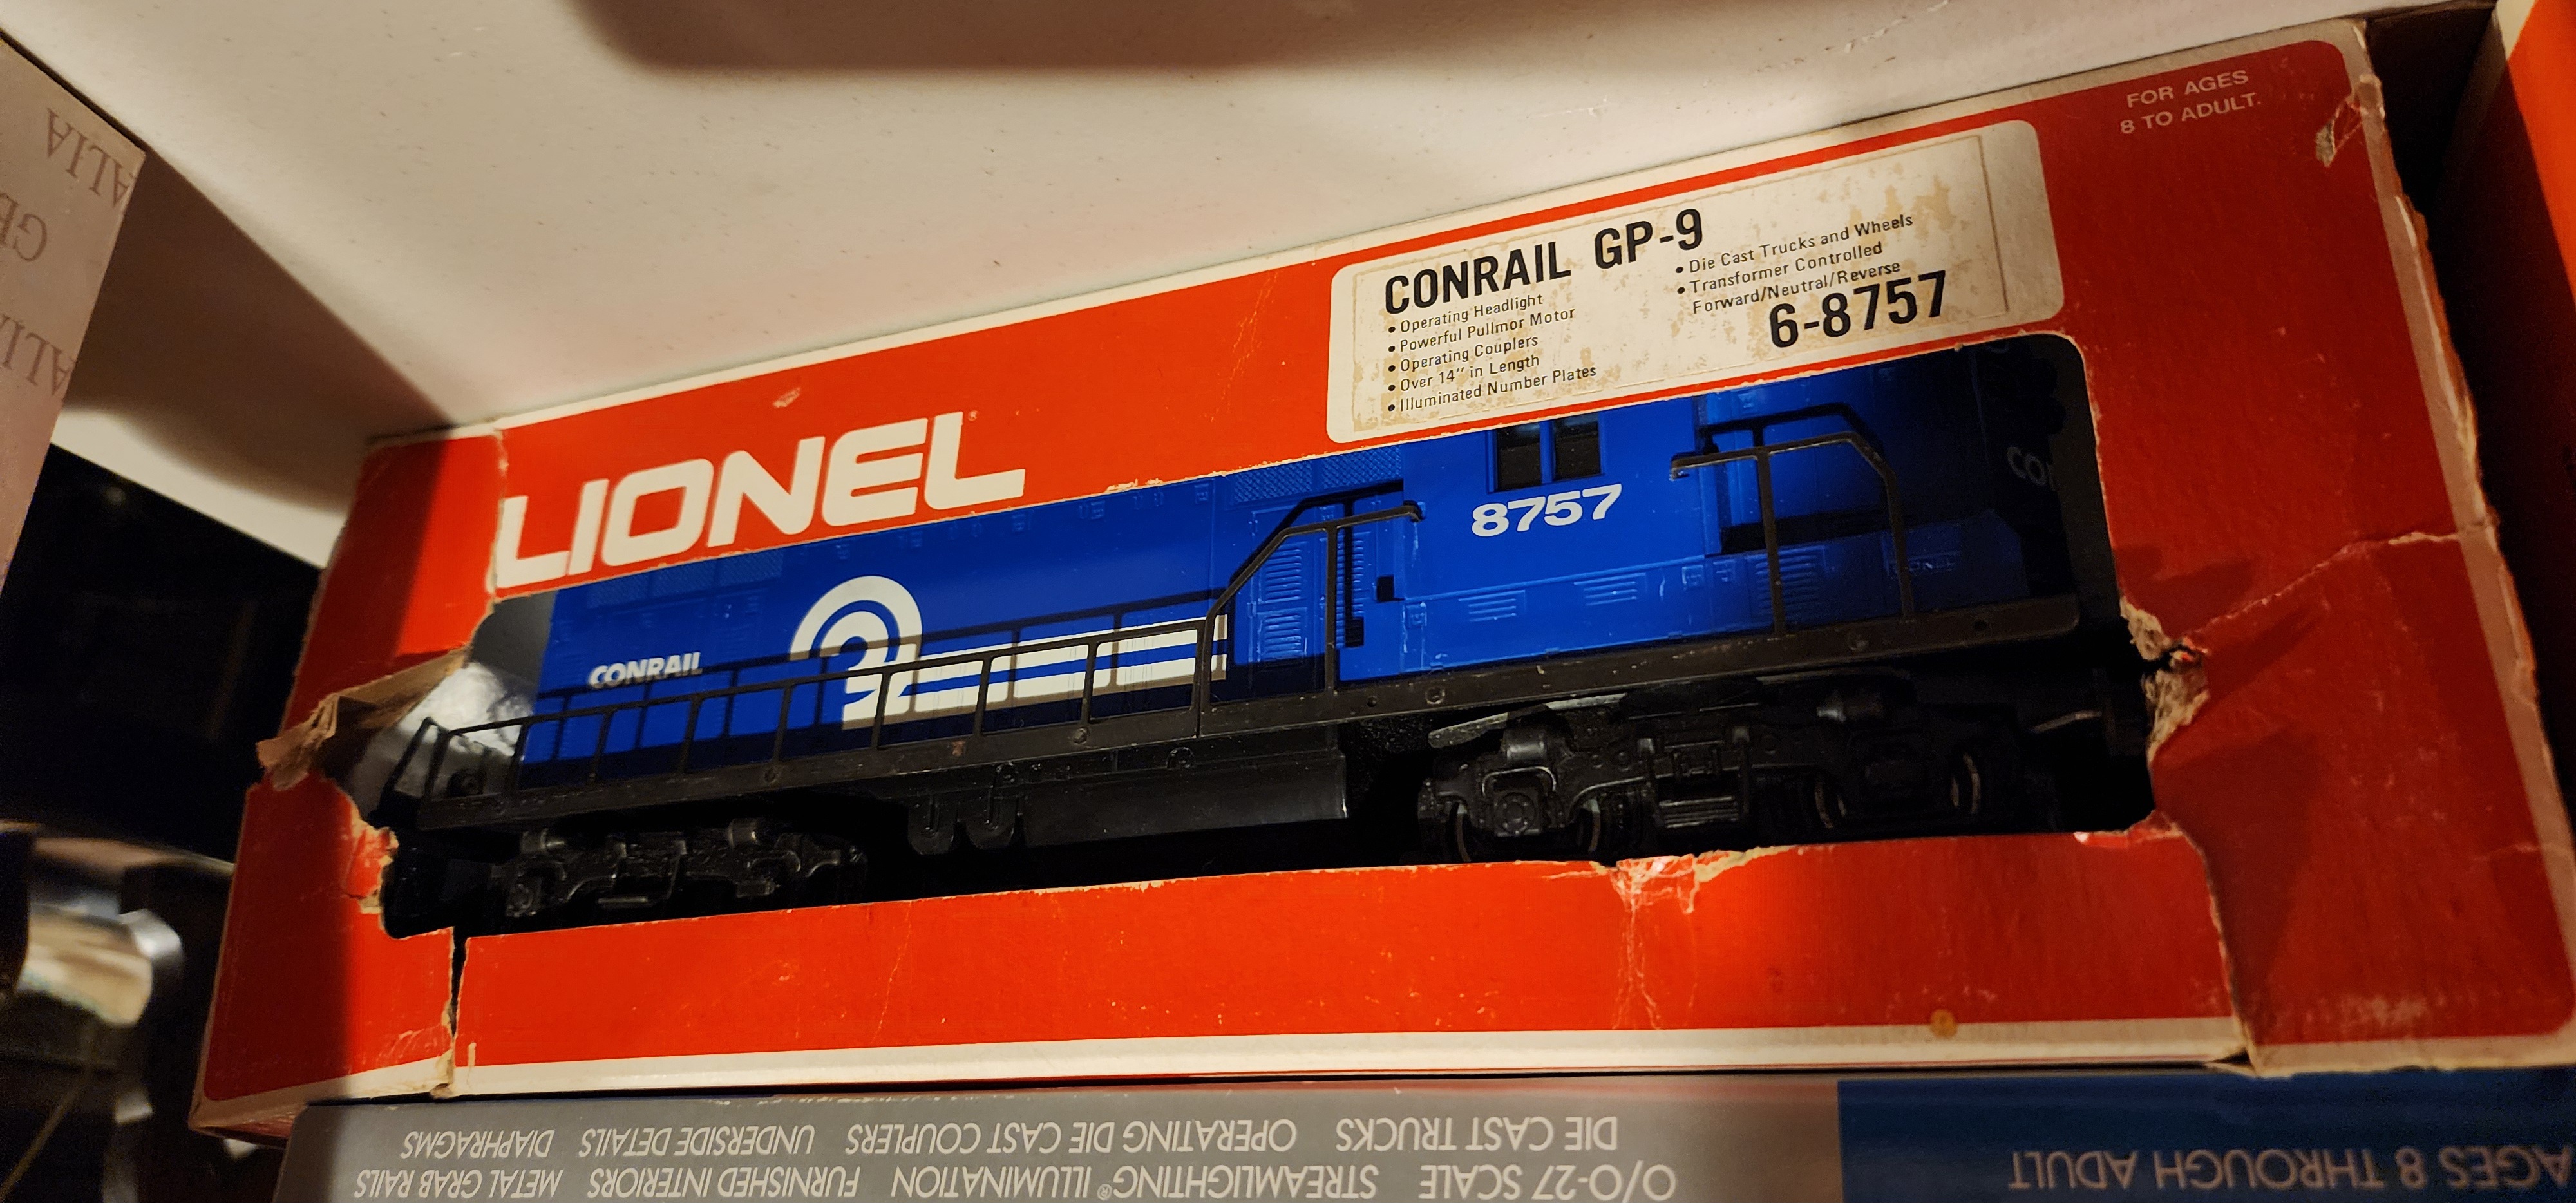 FOR AGES
8 TO ADULT.
CONRAIL GP-9
• Operating Headlight
• Powerful Pullmor Motor
• Operating Couplers
• Over 14" in Length
• Illuminated Number Plates
• Die Cast Trucks and Wheels
• Transformer Controlled
Forward/Neutral/Reverse
6-8757
LIONEL
8757
CONRAIL
O/O-27 SCALE STREAMLIGHTING® ILLUMINATION FURNISHED INTERIORS METAL GRAB RAILS
DIE CAST TRUCKS OPERATING DIE CAST COUPLERS UNDERSIDE DETAILS DIAPHRAGMS
AGES 8 THROUGH ADULT